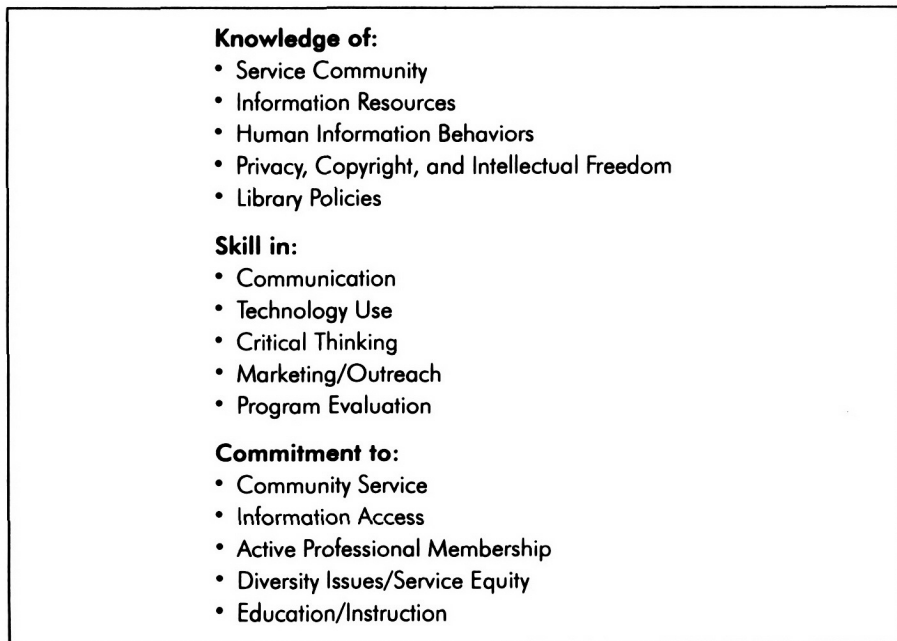 Knowledge of:
• Service Community
• Information Resources
• Human Information Behaviors
• Privacy, Copyright, and Intellectual Freedom
• Library Policies
Skill in:
• Communication
• Technology Use
• Critical Thinking
• Marketing/Outreach
• Program Evaluation
Commitment to:
• Community Service
• Information Access
• Active Professional Membership
• Diversity Issues/Service Equity
• Education/Instruction